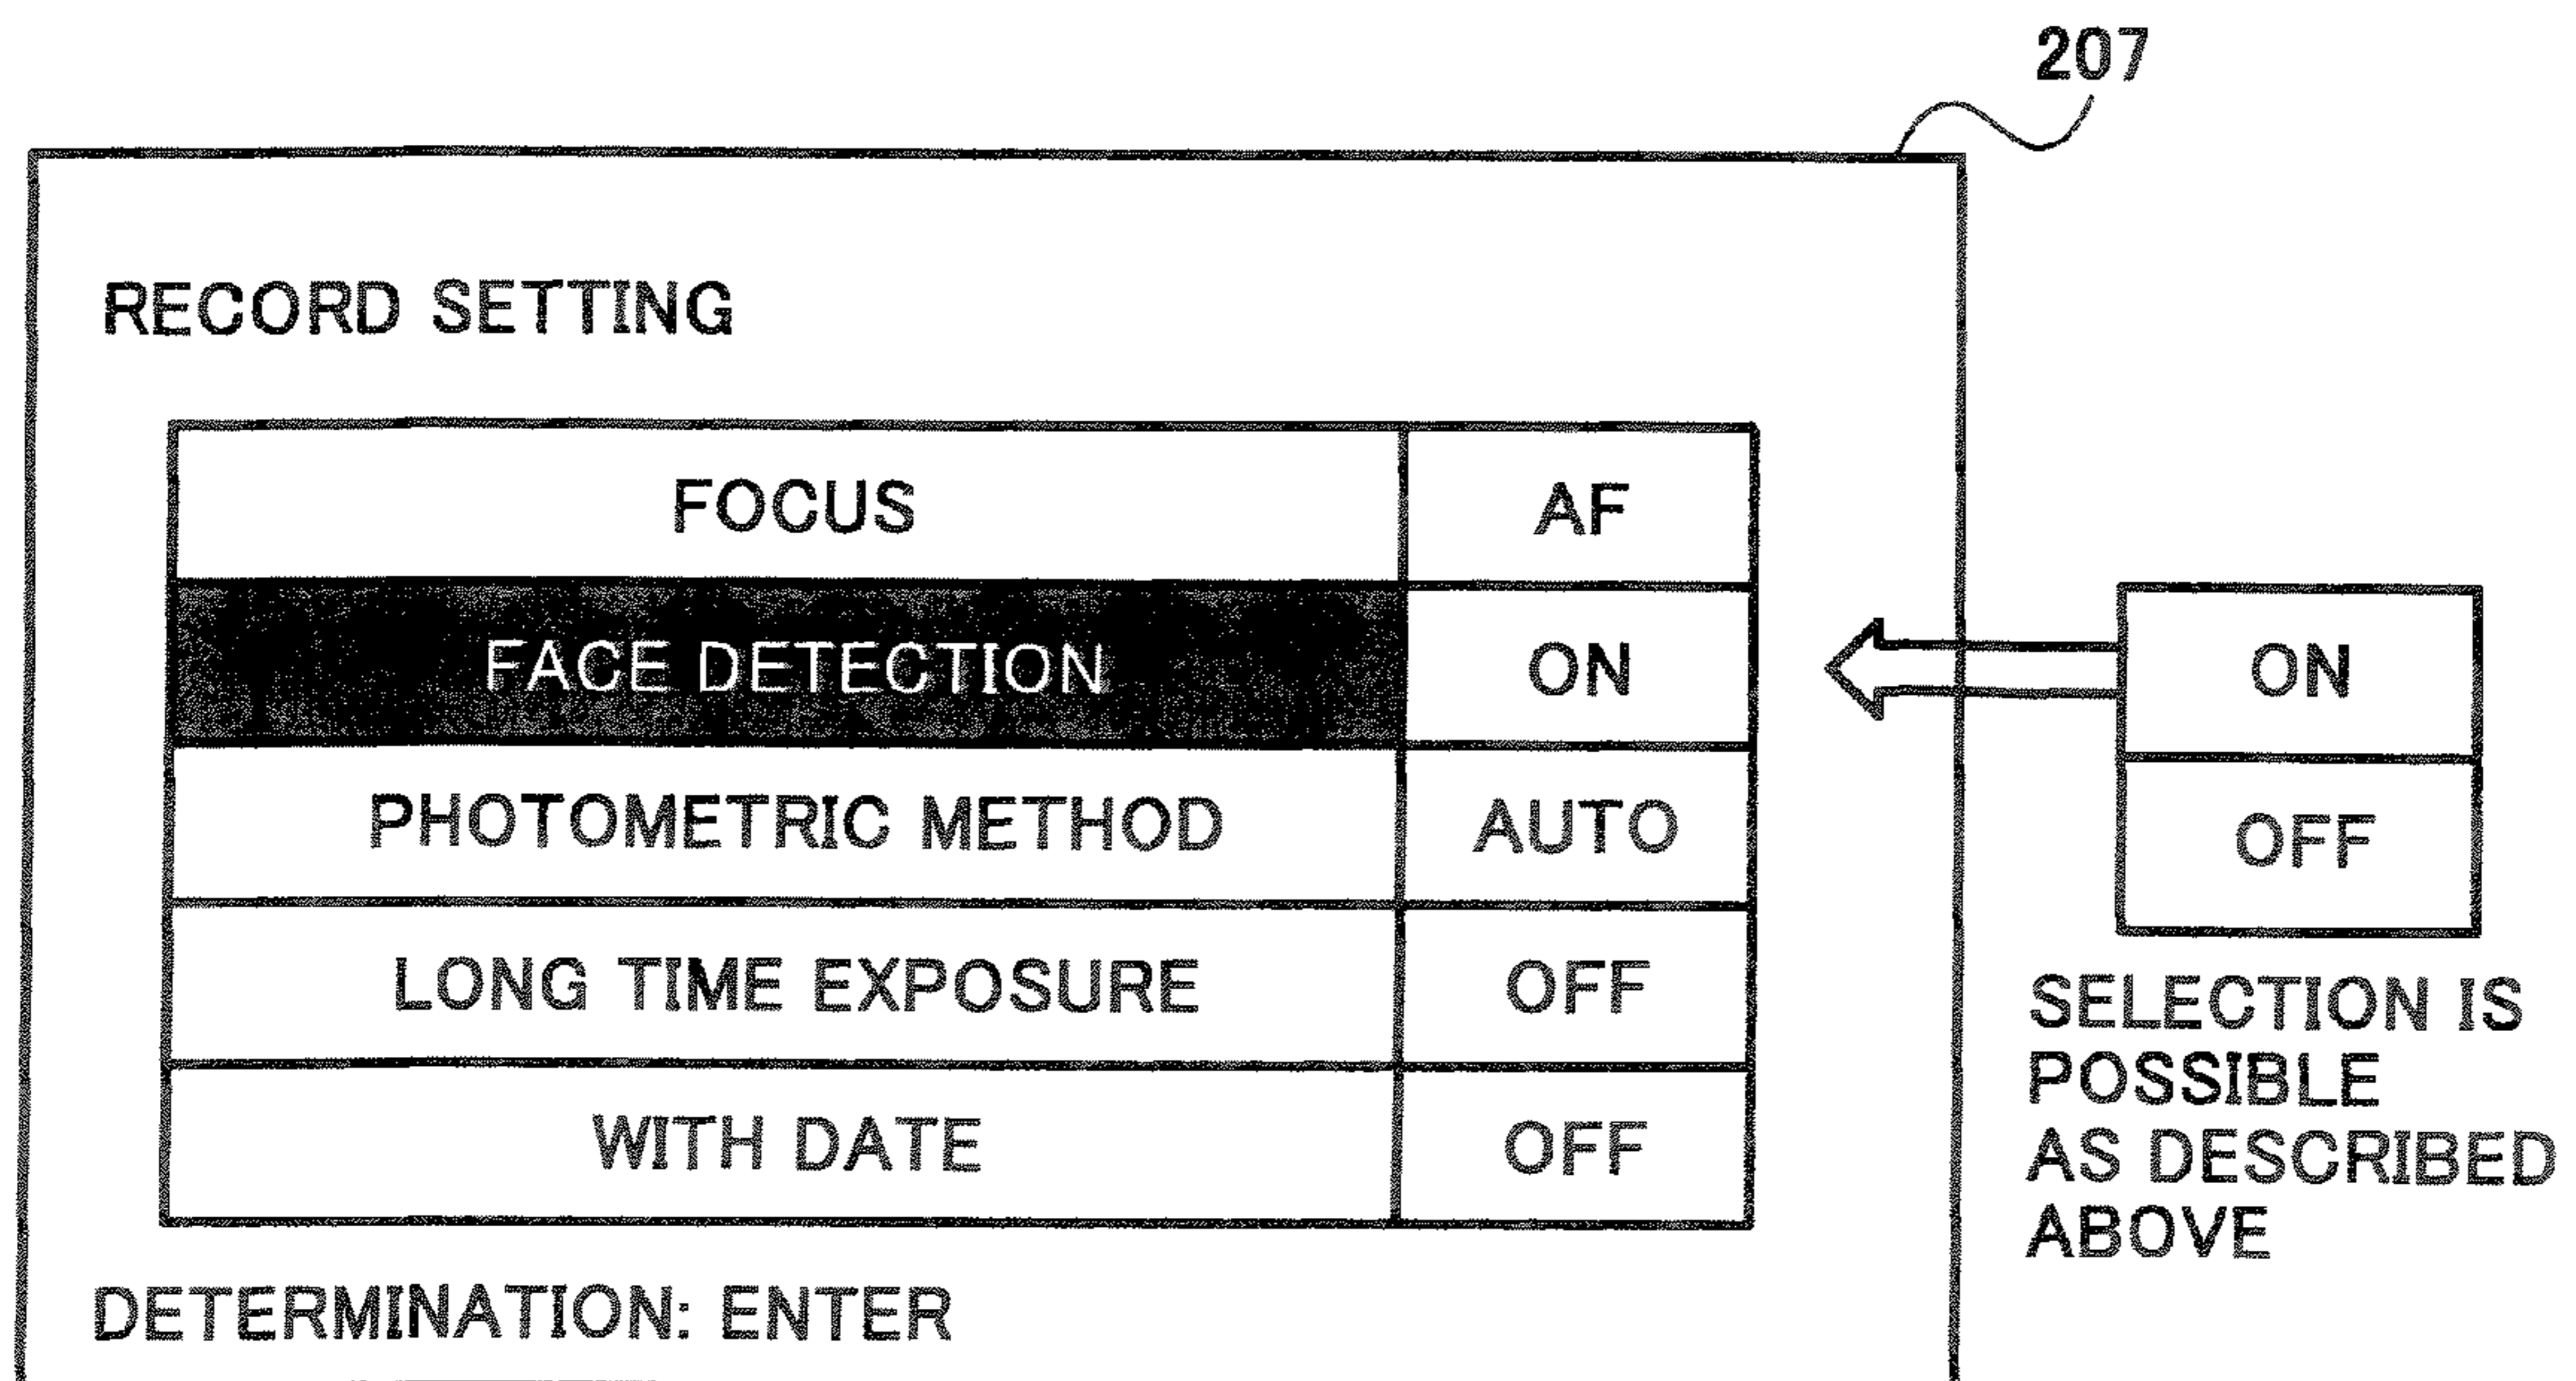 207
RECORD SETTING
FOCUS AF
FACE DETECTION ON
PHOTOMETRIC METHOD AUTO
LONG TIME EXPOSURE OFF
WITH DATE OFF
DETERMINATION: ENTER
ON
OFF
SELECTION IS
POSSIBLE
AS DESCRIBED
ABOVE